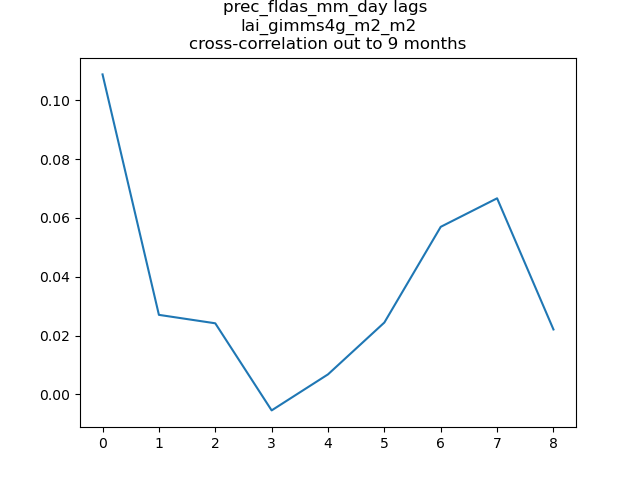 prec_fldas_mm_day lags
lai_gimms4g_m2_m2
cross-correlation out to 9 months
0.10
0.08
0.06
0.04
0.02
0.00
0 1 2 3 4 5 6 7 8